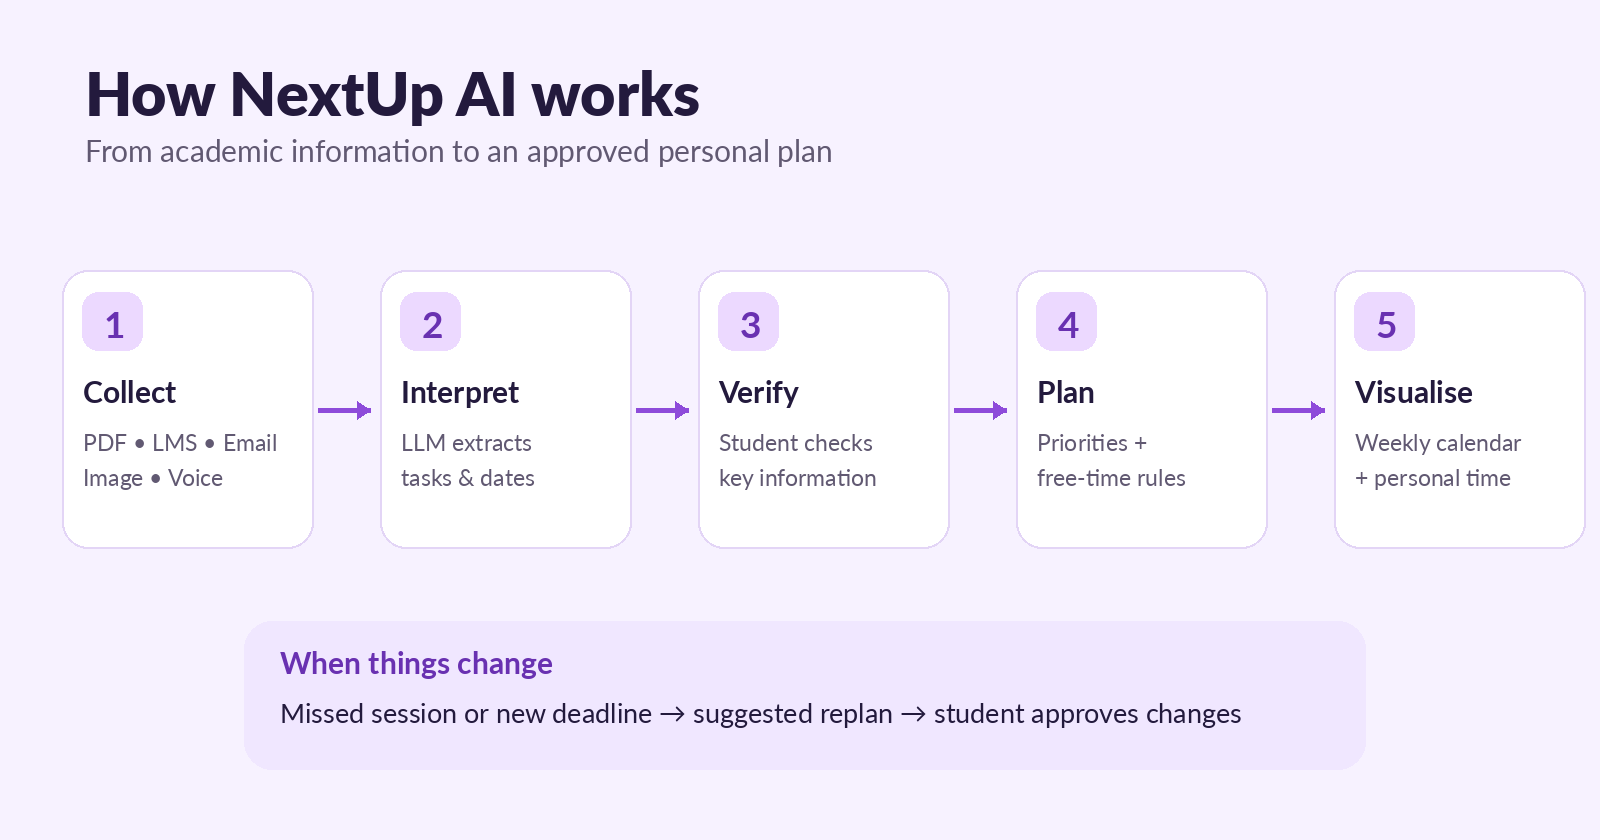 How NextUp AI works
From academic information to an approved personal plan
1
Collect
PDF • LMS • Email
Image • Voice
2
Interpret
LLM extracts
tasks & dates
3
Verify
Student checks
key information
4
Plan
Priorities +
free-time rules
5
Visualise
Weekly calendar
+ personal time
When things change
Missed session or new deadline → suggested replan → student approves changes